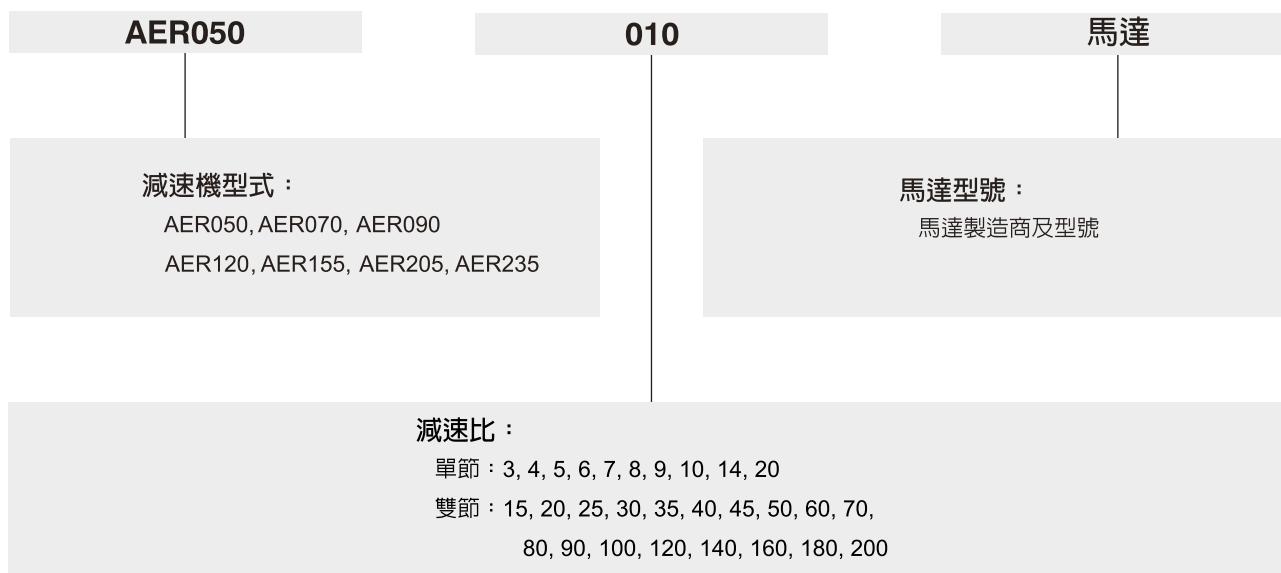 AER050
010
馬達
減速機型式：
AER050, AER070, AER090
AER120, AER155, AER205, AER235
馬達型號：
馬達製造商及型號
減速比：
單節：3, 4, 5, 6, 7, 8, 9, 10, 14, 20
雙節：15, 20, 25, 30, 35, 40, 45, 50, 60, 70,
80, 90, 100, 120, 140, 160, 180, 200